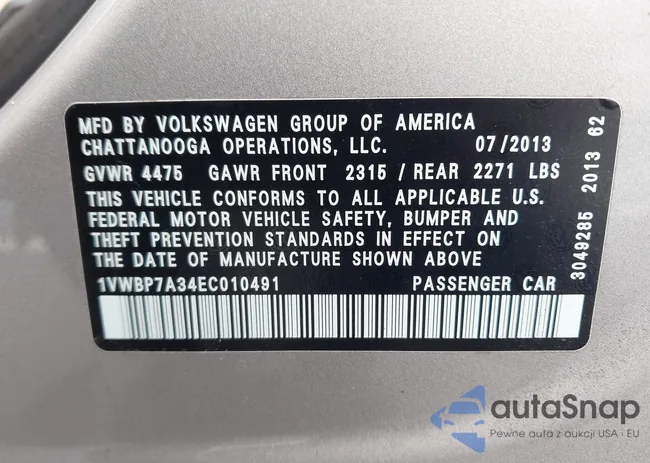 MFD BY VOLKSWAGEN GROUP OF AMERICA
CHATTANOOGA OPERATIONS, LLC. 07/2013
GVWR 4475 GAWR FRONT 2315 / REAR 2271 LBS
THIS VEHICLE CONFORMS TO ALL APPLICABLE U.S.
FEDERAL MOTOR VEHICLE SAFETY, BUMPER AND
THEFT PREVENTION STANDARDS IN EFFECT ON
THE DATE OF MANUFACTURE SHOWN ABOVE
1VWBP7A34EC010491 PASSENGER CAR
3049285 2013 62
autaSnap
Pewne auta z aukcji USA - EU